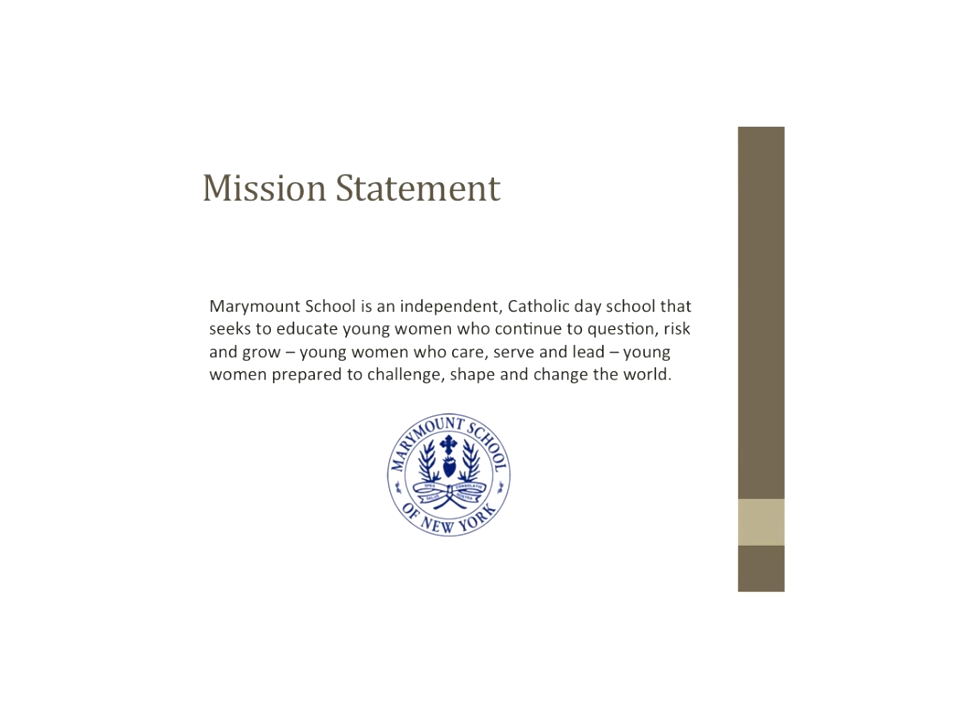 Mission Statement
Marymount School is an independent, Catholic day school that
seeks to educate young women who continue to question, risk
and grow – young women who care, serve and lead – young
women prepared to challenge, shape and change the world.
MARYMOUNT SCHOOL
OF NEW YORK